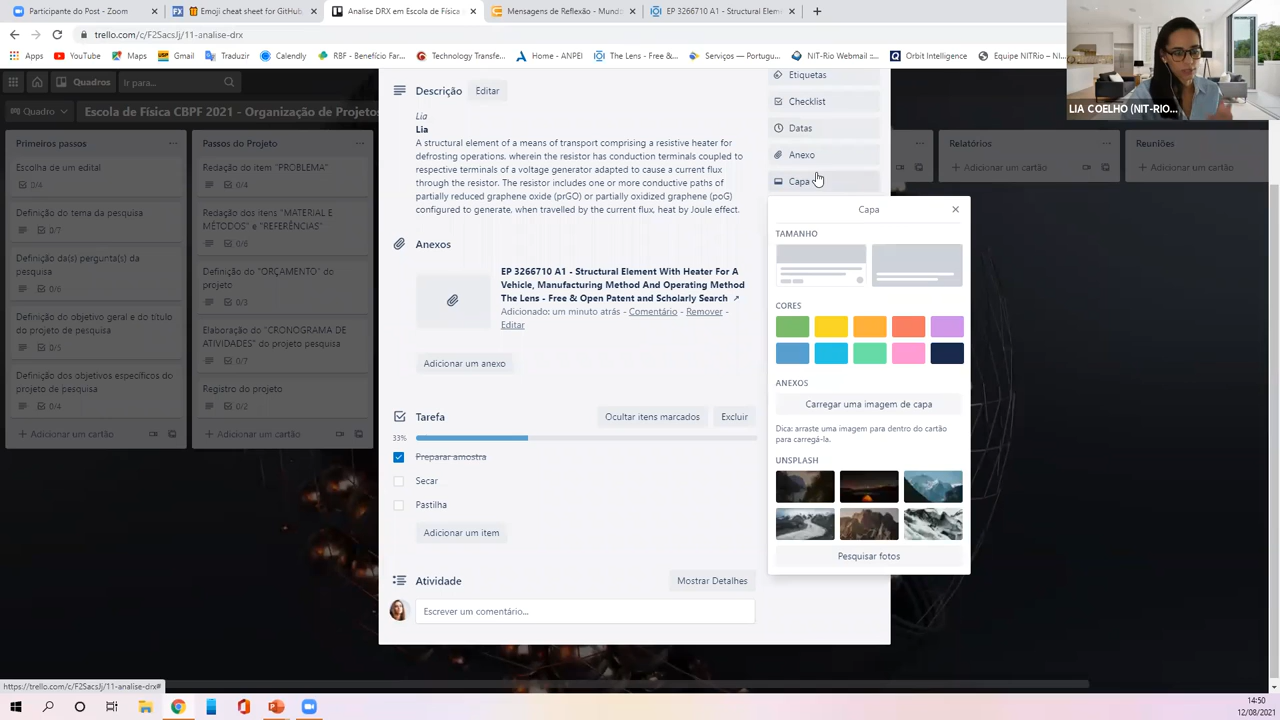 Participante do Post - Zoom
Emoji cheat sheet for GitHub,
Analise DRX em Escola de Física
Mensagens de Reflexão - Mund
EP 3266710 A1 - Structural Elem
trello.com/c/F2SacsJj/11-analise-drx
Apps
YouTube
Maps
Gmail
Docs
Drive
Calendly
RBF - Benefício Far...
Technology Transfe...
Home - ANPEI
The Lens - Free &...
Serviços — Portugu...
NIT-Rio Webmail ::...
Orbit Intelligence
Equipe NITRio – NI...
LIA COELHO (NIT-RIO...
Quadros
Ir para...
Quadro
Escola de Física CBPF 2021 - Organização de Projetos
Primeiros passos
Escolha de um edital
0/4
Definição do tema da pesquisa
0/7
Definição da(s) pergunta(s) da
pesquisa
0/6
Definição do objetivo geral e do título
do projeto de pesquisa
0/5
Definição dos objetivos específicos do
projeto de pesquisa
0/4
Adicionar um cartão
Passos do Projeto
Redação do item "PROBLEMA"
0/4
Redação dos itens "MATERIAL E
MÉTODOS" e "REFERÊNCIAS"
0/6
Definição do "ORÇAMENTO" do
projeto
0/8
Elaboração do "CRONOGRAMA DE
ATIVIDADES" do projeto pesquisa
0/7
Registro do projeto
0/4
Adicionar um cartão
Descrição
Editar
Lia
Lia
A structural element of a means of transport comprising a resistive heater for
defrosting operations, wherein the resistor has conduction terminals coupled to
respective terminals of a voltage generator adapted to cause a current flux
through the resistor. The resistor includes one or more conductive paths of
partially reduced graphene oxide (prGO) or partially oxidized graphene (poG)
configured to generate, when travelled by the current flux, heat by Joule effect.
Anexos
EP 3266710 A1 - Structural Element With Heater For A
Vehicle, Manufacturing Method And Operating Method
The Lens - Free & Open Patent and Scholarly Search ↗
Adicionado: um minuto atrás - Comentário - Remover -
Editar
Adicionar um anexo
Tarefa
Ocultar itens marcados
Excluir
33%
Preparar amostra
Secar
Pastilha
Adicionar um item
Atividade
Mostrar Detalhes
Escrever um comentário...
Etiquetas
Checklist
Datas
Anexo
Capa
Capa
TAMANHO
CORES
ANEXOS
Carregar uma imagem de capa
Dica: arraste uma imagem para dentro do cartão
para carregá-la.
UNSPLASH
Pesquisar fotos
Relatórios
Adicionar um cartão
Reuniões
Adicionar um cartão
https://trello.com/c/F2SacsJj/11-analise-drx#
14:50
12/08/2021